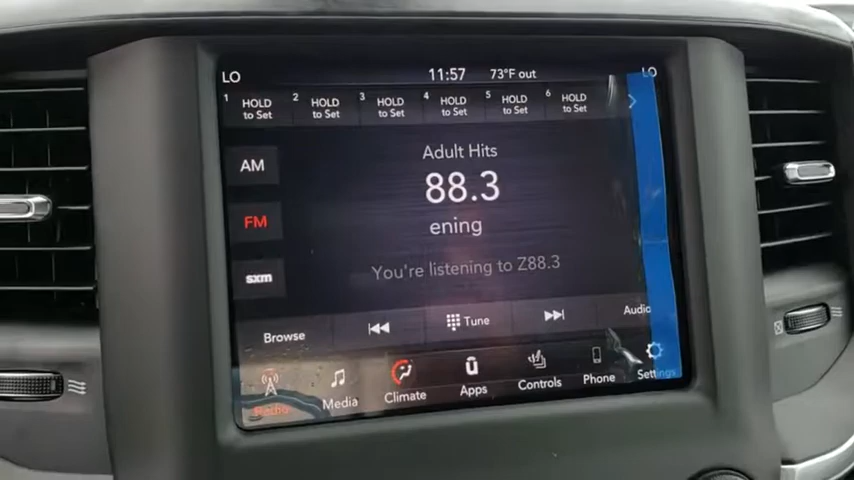 LO 11:57 73°F out LO
1 HOLD to Set 2 HOLD to Set 3 HOLD to Set 4 HOLD to Set 5 HOLD to Set 6 HOLD to Set
Adult Hits
AM
88.3
FM
ening
You're listening to Z88.3
sxm
Browse Tune Audio
Radio Media Climate Apps Controls Phone Settings